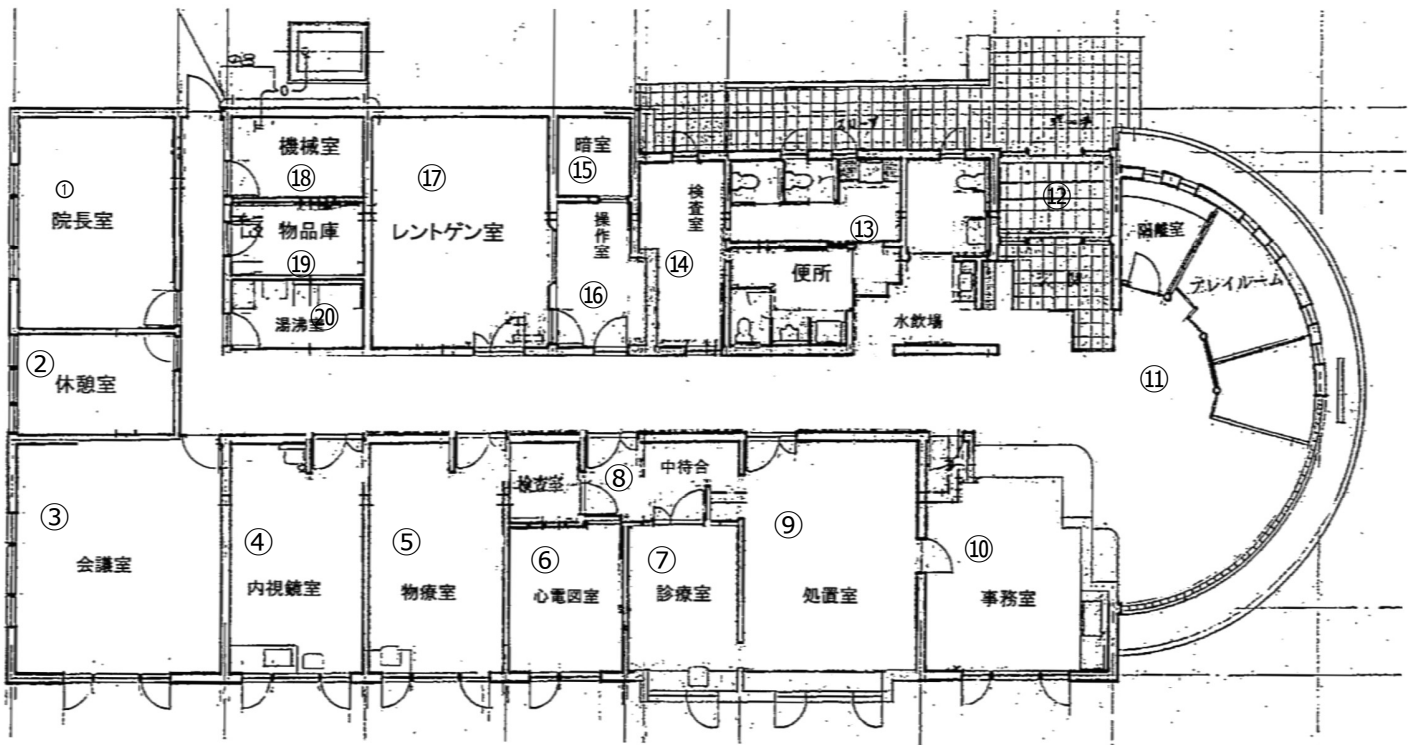 スロープ
ポーチ
機械室
⑱
⑰
レントゲン室
暗室
⑮
検査室
⑭
⑬
⑫
①
院長室
物品庫
⑲
操作室
⑯
便所
隔離室
プレイルーム
⑳
湯沸室
水飲場
②
休憩室
⑪
③
会議室
④
内視鏡室
⑤
物療室
検査室
⑧
中待合
⑥
心電図室
⑦
診療室
⑨
処置室
⑩
事務室